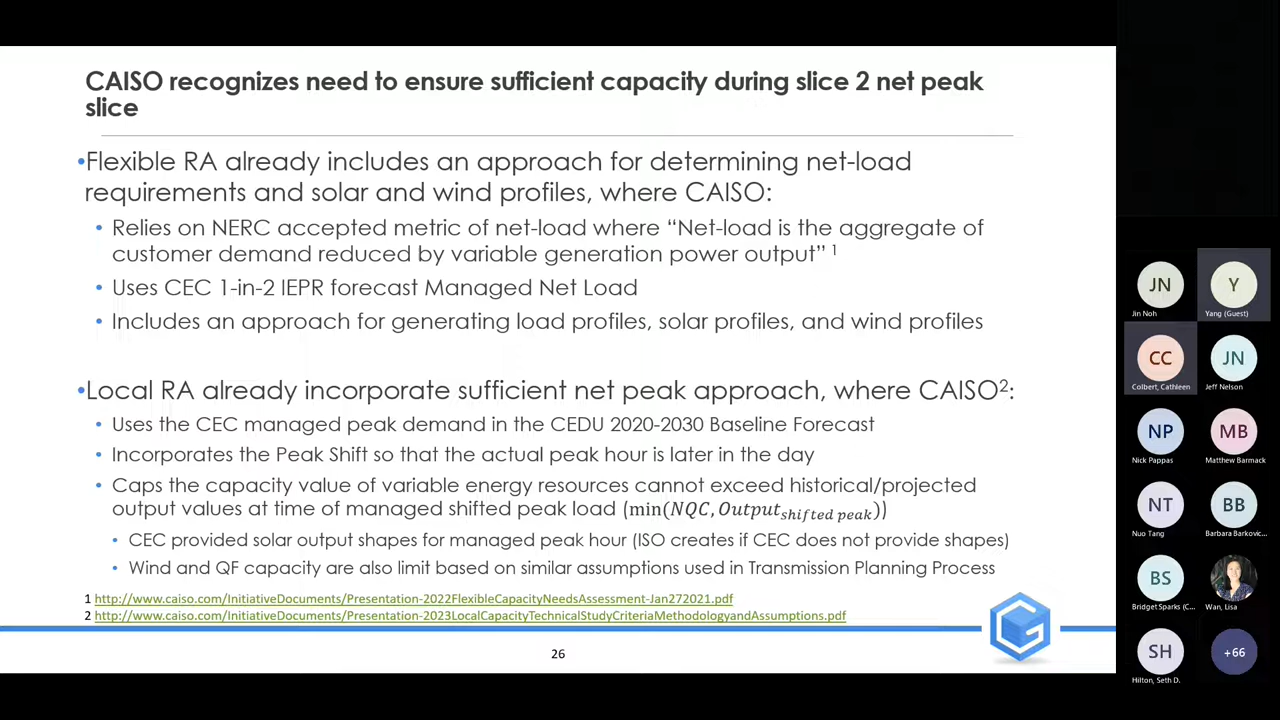 CAISO recognizes need to ensure sufficient capacity during slice 2 net peak
slice
•Flexible RA already includes an approach for determining net-load
requirements and solar and wind profiles, where CAISO:
• Relies on NERC accepted metric of net-load where “Net-load is the aggregate of
customer demand reduced by variable generation power output” 1
• Uses CEC 1-in-2 IEPR forecast Managed Net Load
• Includes an approach for generating load profiles, solar profiles, and wind profiles
•Local RA already incorporate sufficient net peak approach, where CAISO2:
• Uses the CEC managed peak demand in the CEDU 2020-2030 Baseline Forecast
• Incorporates the Peak Shift so that the actual peak hour is later in the day
• Caps the capacity value of variable energy resources cannot exceed historical/projected
output values at time of managed shifted peak load (min(NQC, Outputshifted peak))
• CEC provided solar output shapes for managed peak hour (ISO creates if CEC does not provide shapes)
• Wind and QF capacity are also limit based on similar assumptions used in Transmission Planning Process
1 http://www.caiso.com/InitiativeDocuments/Presentation-2022FlexibleCapacityNeedsAssessment-Jan272021.pdf
2 http://www.caiso.com/InitiativeDocuments/Presentation-2023LocalCapacityTechnicalStudyCriteriaMethodologyandAssumptions.pdf
26
JN
Jin Noh
Y
Yang (Guest)
CC
Colbert, Cathleen
JN
Jeff Nelson
NP
Nick Pappas
MB
Matthew Barmack
NT
Nuo Tang
BB
Barbara Barkovic...
BS
Bridget Sparks (C...
Wan, Lisa
SH
Hilton, Seth D.
+66